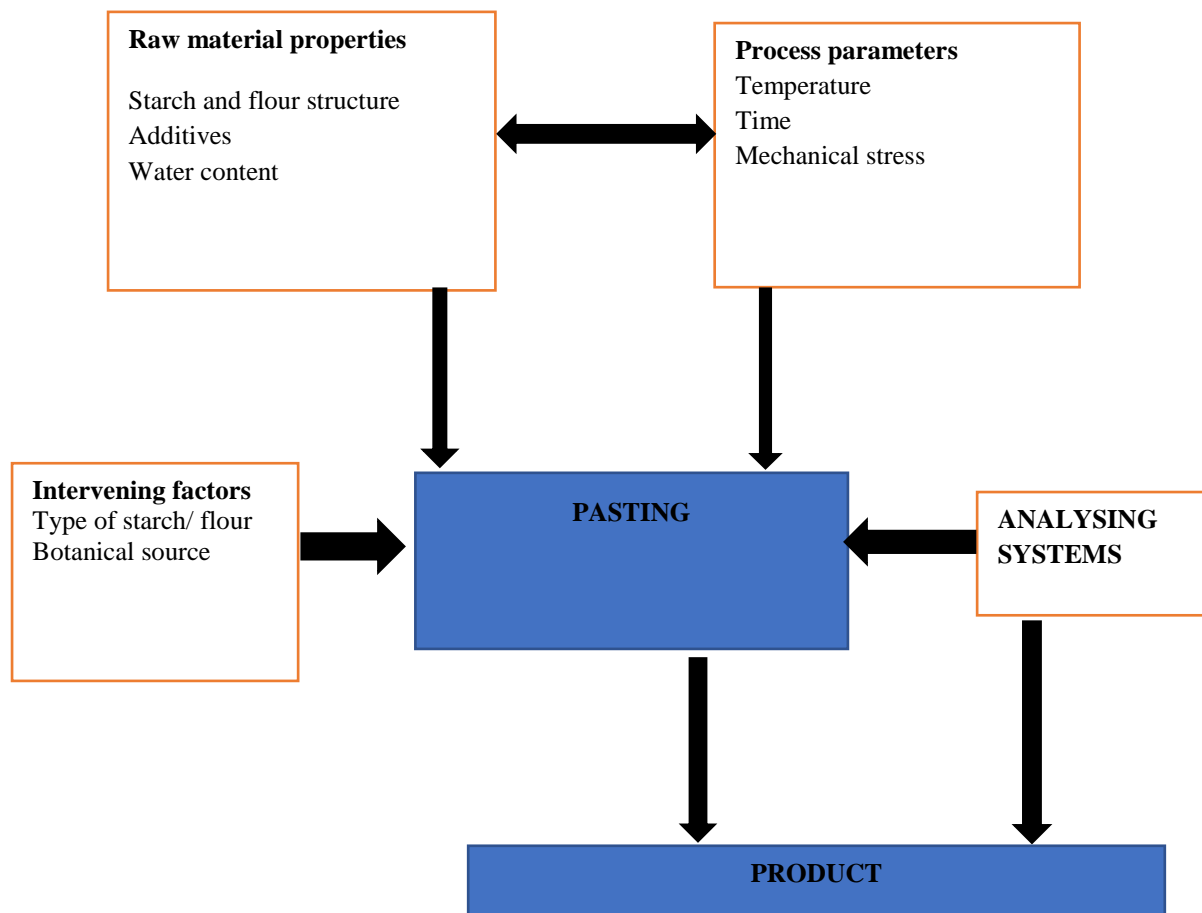 Raw material properties
Starch and flour structure
Additives
Water content
Process parameters
Temperature
Time
Mechanical stress
Intervening factors
Type of starch/ flour
Botanical source
PASTING
ANALYSING
SYSTEMS
PRODUCT